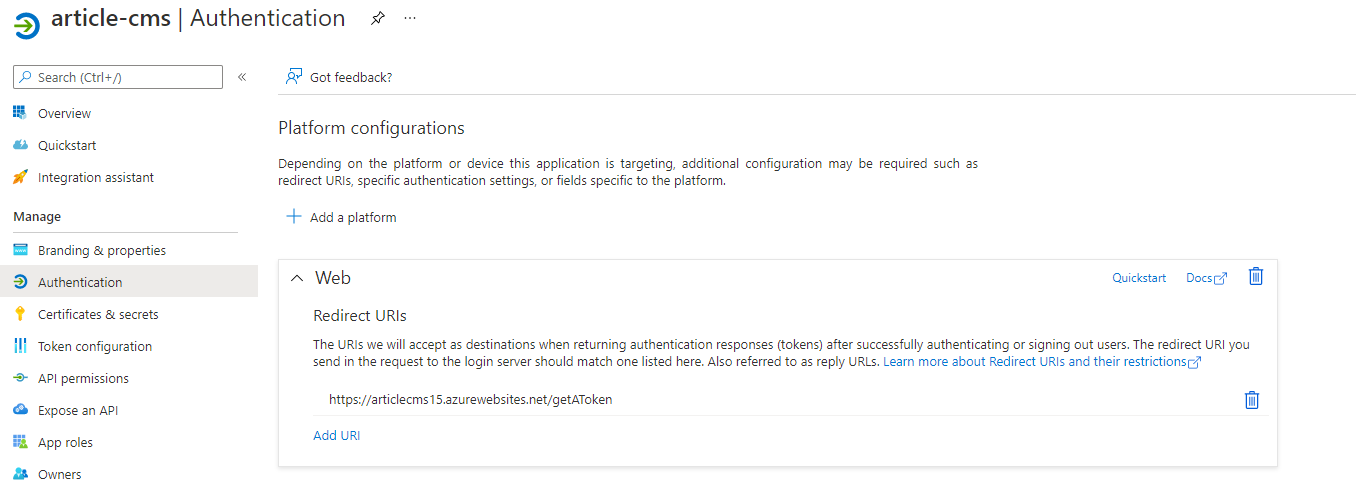 article-cms | Authentication
...
Search (Ctrl+/)
«
Overview
Quickstart
Integration assistant
Manage
Branding & properties
Authentication
Certificates & secrets
Token configuration
API permissions
Expose an API
App roles
Owners
Got feedback?
Platform configurations
Depending on the platform or device this application is targeting, additional configuration may be required such as
redirect URIs, specific authentication settings, or fields specific to the platform.
Add a platform
Web
Quickstart
Docs
Redirect URIs
The URIs we will accept as destinations when returning authentication responses (tokens) after successfully authenticating or signing out users. The redirect URI you
send in the request to the login server should match one listed here. Also referred to as reply URLs. Learn more about Redirect URIs and their restrictions
https://articlecms15.azurewebsites.net/getAToken
Add URI